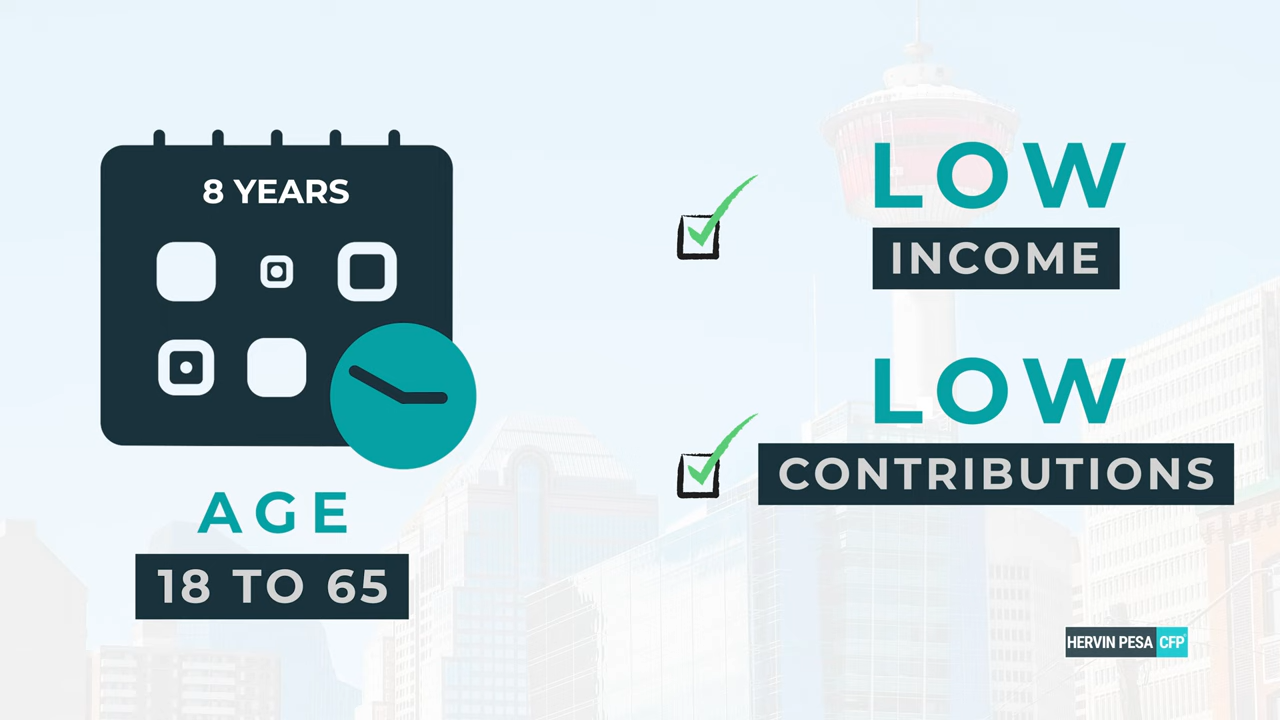 8 YEARS
AGE
18 TO 65
LOW
INCOME
LOW
CONTRIBUTIONS
HERVIN PESA CFP